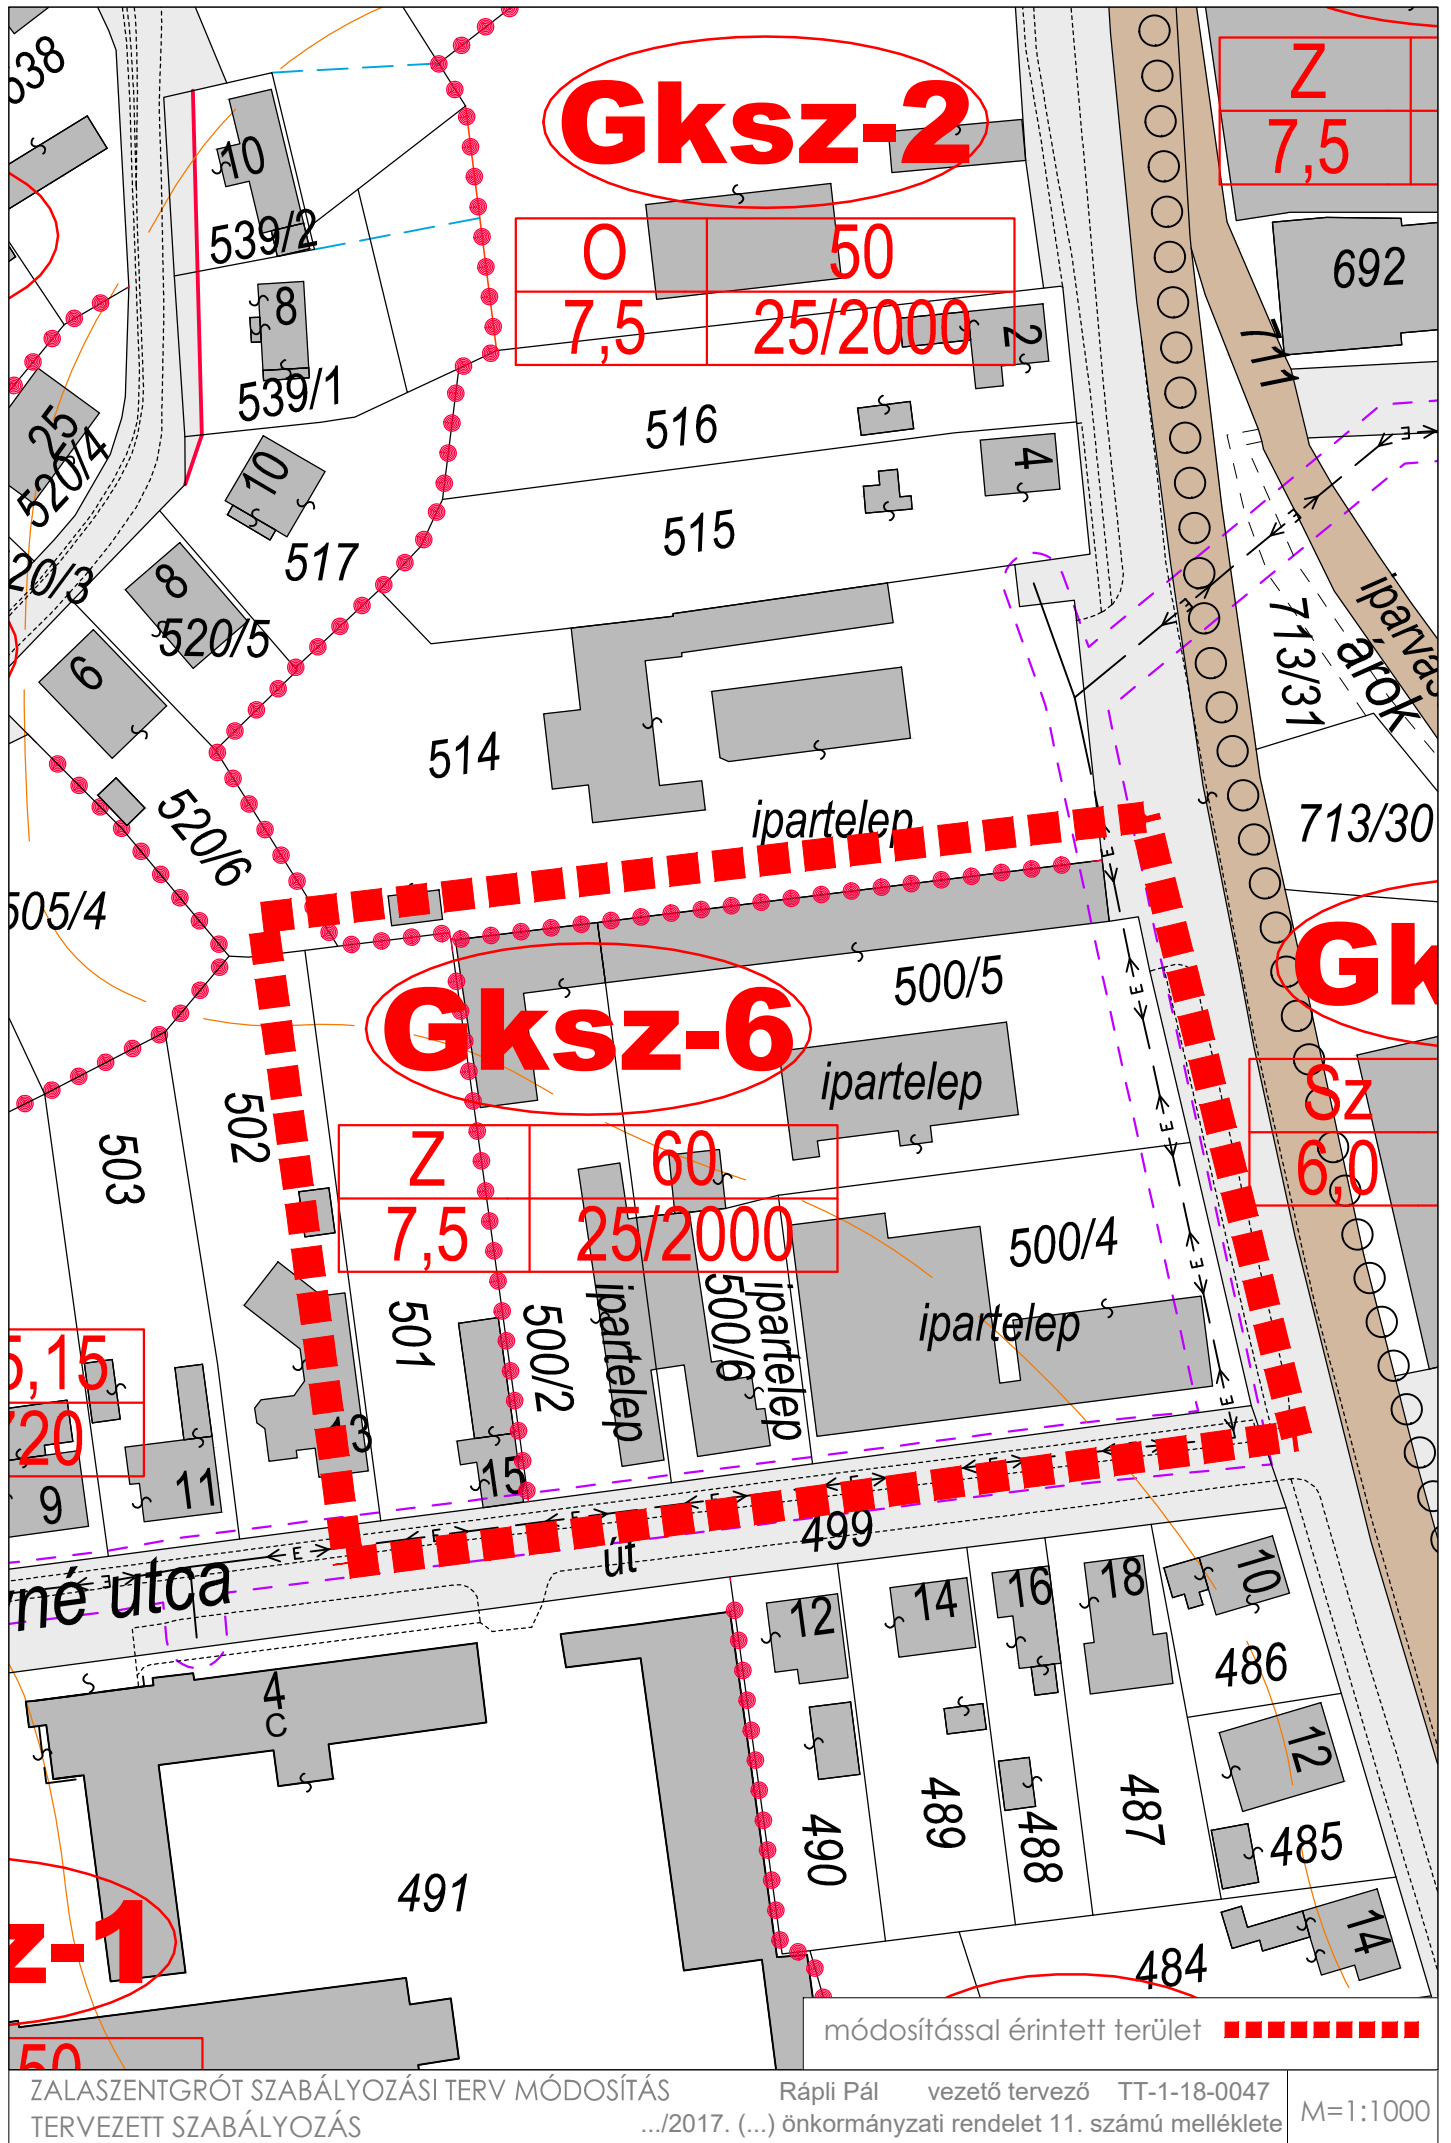 538
10
539/2
8
539/1
Gksz-2
O
50
7,5
25/2000
Z
7,5
692
711
2
25
520/4
10
517
516
4
515
8
520/5
6
514
520/6
505/4
ipartelep
713/31
árok
713/30
500/5
Gksz-6
ipartelep
502
503
Z
60
7,5
25/2000
Sz
6,0
500/4
ipartelep
501
500/2
ipartelep
500/6
ipartelep
13
15
9
11
499
út
utca
12
14
16
18
10
486
12
485
490
489
488
487
4
C
491
14
484
z-1
50
módosítással érintett terület
ZALASZENTGRÓT SZABÁLYOZÁSI TERV MÓDOSÍTÁS
TERVEZETT SZABÁLYOZÁS
Rápli Pál vezető tervező TT-1-18-0047
.../2017. (...) önkormányzati rendelet 11. számú melléklete
M=1:1000